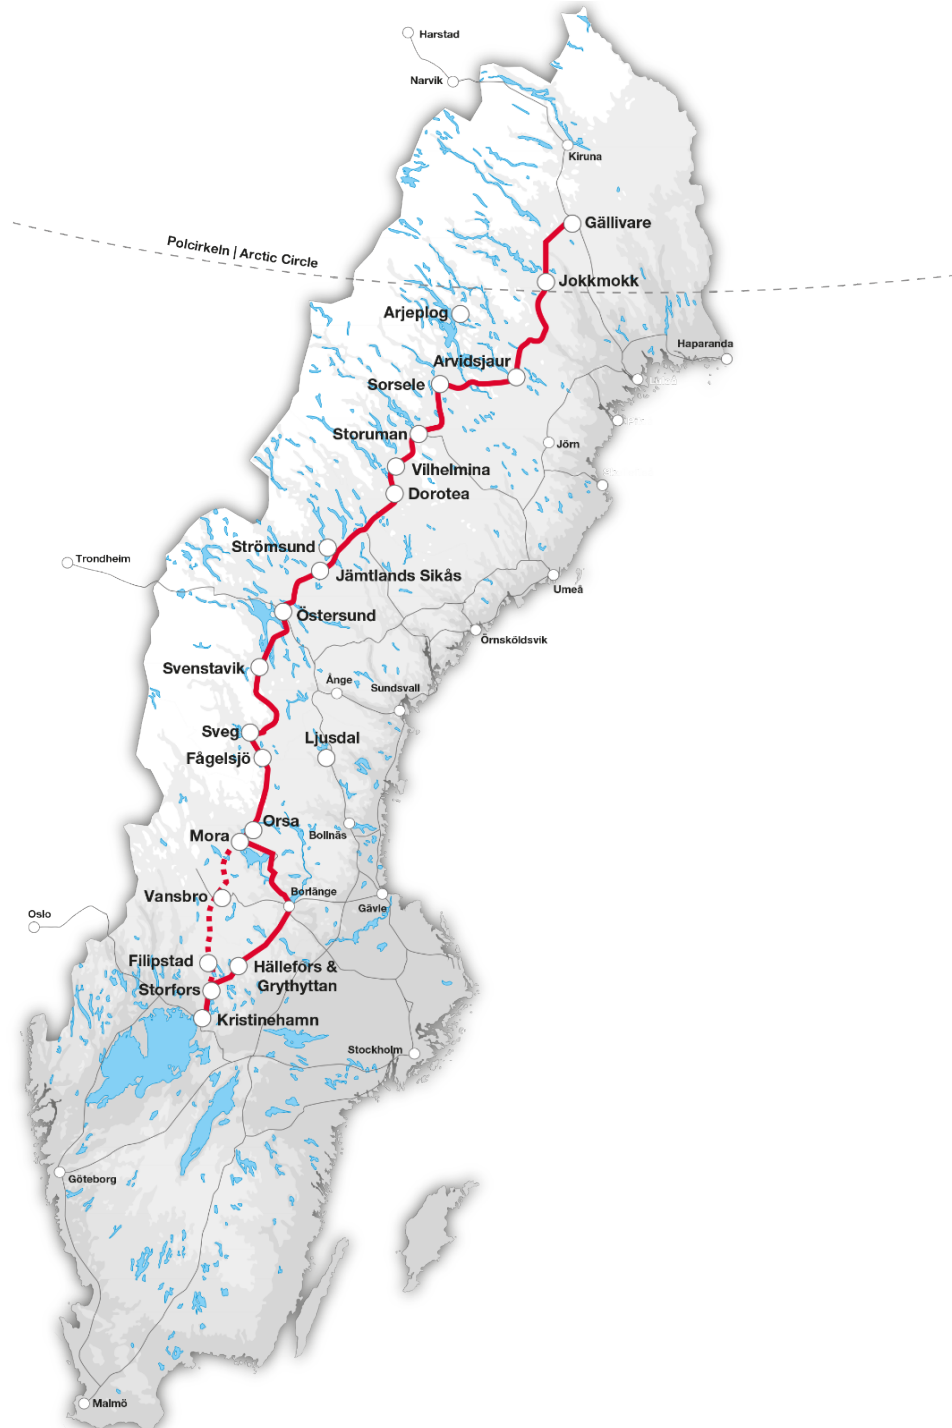 Harstad
Narvik
Kiruna
Gällivare
Polcirkeln | Arctic Circle
Jokkmokk
Arjeplog
Haparanda
Arvidsjaur
Sorsele
Storuman
Jörn
Vilhelmina
Dorotea
Strömsund
Trondheim
Jämtlands Sikås
Umeå
Östersund
Örnsköldsvik
Svenstavik
Ånge
Sundsvall
Sveg
Ljusdal
Fågelsjö
Orsa
Mora
Bollnäs
Vansbro
Borlänge
Gävle
Oslo
Filipstad
Hällefors &
Grythyttan
Storfors
Kristinehamn
Stockholm
Göteborg
Malmö